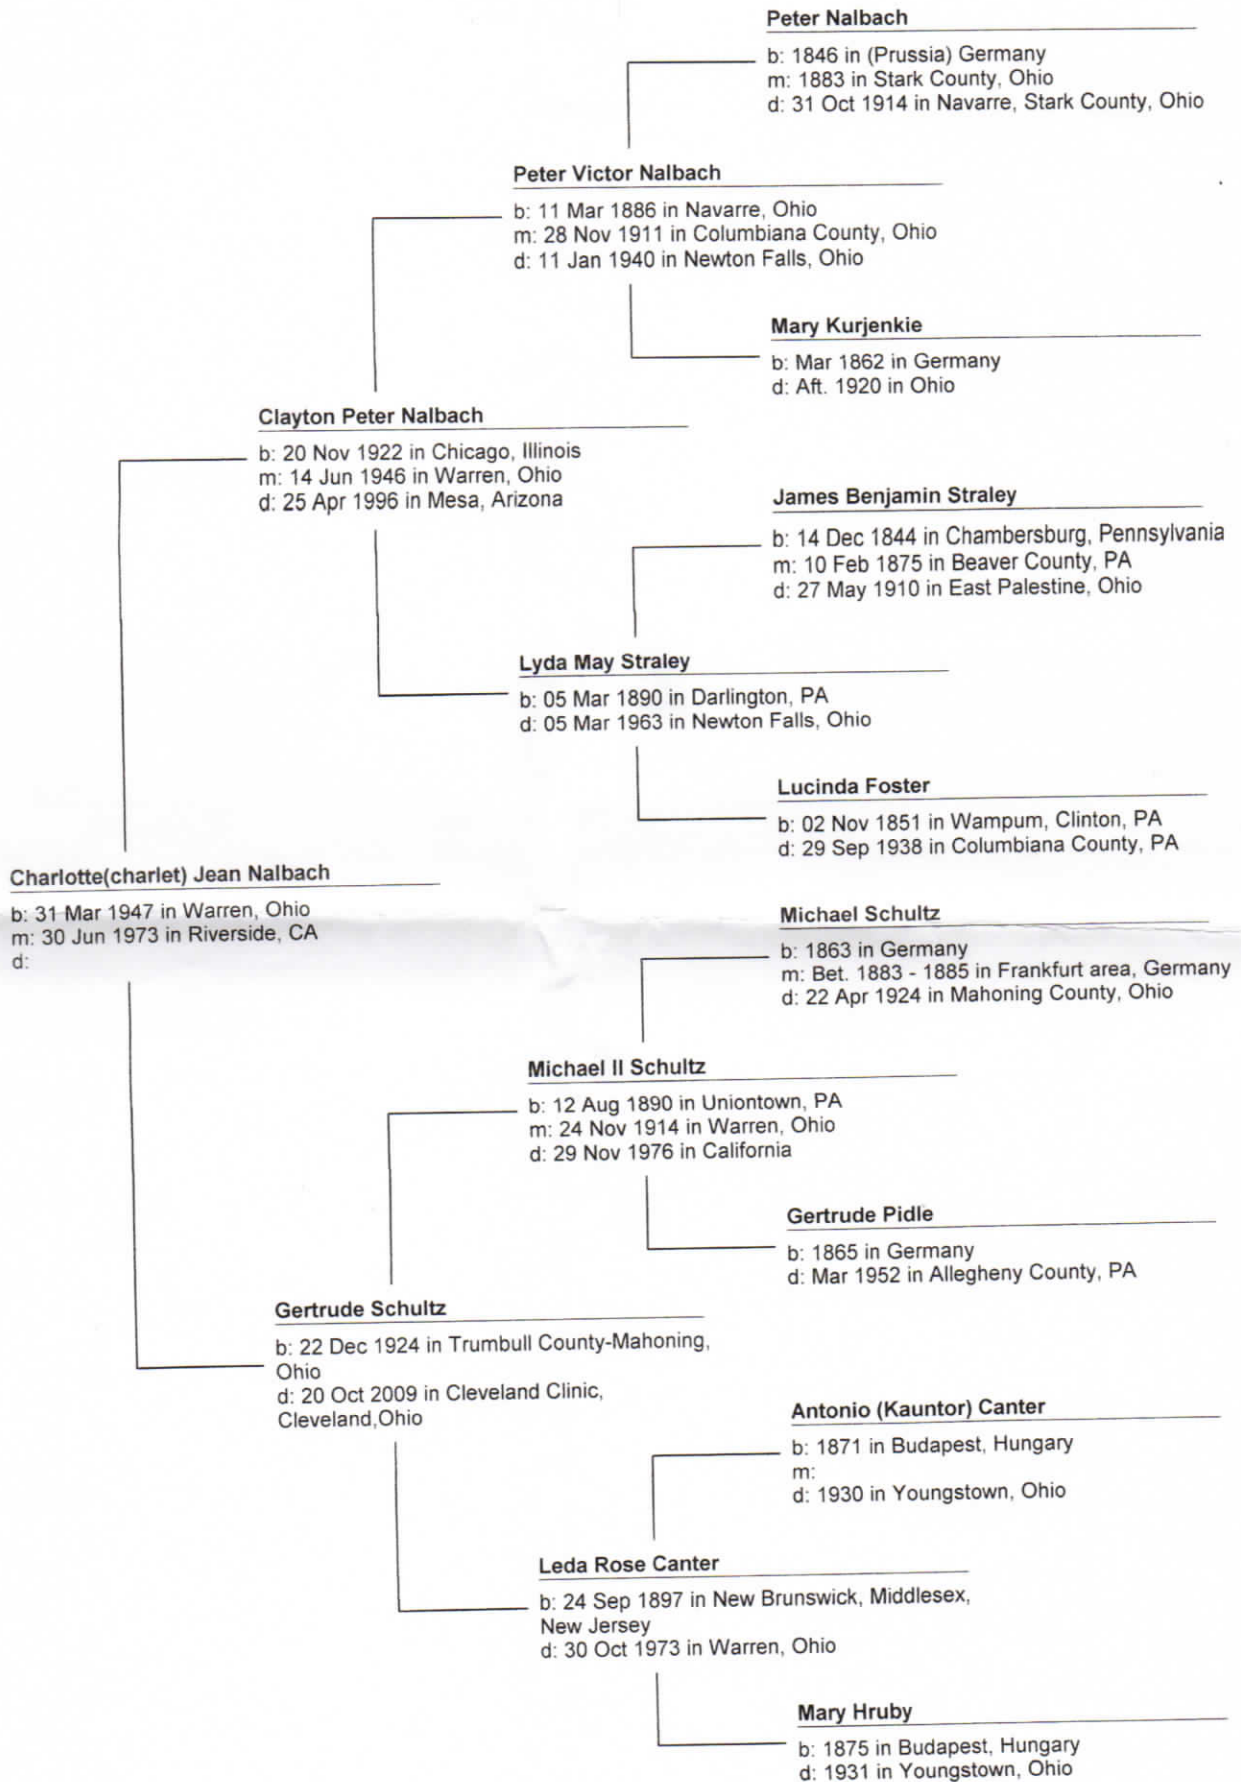 Peter Nalbach
b: 1846 in (Prussia) Germany
m: 1883 in Stark County, Ohio
d: 31 Oct 1914 in Navarre, Stark County, Ohio
Peter Victor Nalbach
b: 11 Mar 1886 in Navarre, Ohio
m: 28 Nov 1911 in Columbiana County, Ohio
d: 11 Jan 1940 in Newton Falls, Ohio
Mary Kurjenkie
b: Mar 1862 in Germany
d: Aft. 1920 in Ohio
Clayton Peter Nalbach
b: 20 Nov 1922 in Chicago, Illinois
m: 14 Jun 1946 in Warren, Ohio
d: 25 Apr 1996 in Mesa, Arizona
James Benjamin Straley
b: 14 Dec 1844 in Chambersburg, Pennsylvania
m: 10 Feb 1875 in Beaver County, PA
d: 27 May 1910 in East Palestine, Ohio
Lyda May Straley
b: 05 Mar 1890 in Darlington, PA
d: 05 Mar 1963 in Newton Falls, Ohio
Lucinda Foster
b: 02 Nov 1851 in Wampum, Clinton, PA
d: 29 Sep 1938 in Columbiana County, PA
Charlotte(charlet) Jean Nalbach
b: 31 Mar 1947 in Warren, Ohio
m: 30 Jun 1973 in Riverside, CA
d:
Michael Schultz
b: 1863 in Germany
m: Bet. 1883 - 1885 in Frankfurt area, Germany
d: 22 Apr 1924 in Mahoning County, Ohio
Michael II Schultz
b: 12 Aug 1890 in Uniontown, PA
m: 24 Nov 1914 in Warren, Ohio
d: 29 Nov 1976 in California
Gertrude Pidle
b: 1865 in Germany
d: Mar 1952 in Allegheny County, PA
Gertrude Schultz
b: 22 Dec 1924 in Trumbull County-Mahoning,
Ohio
d: 20 Oct 2009 in Cleveland Clinic,
Cleveland,Ohio
Antonio (Kauntor) Canter
b: 1871 in Budapest, Hungary
m:
d: 1930 in Youngstown, Ohio
Leda Rose Canter
b: 24 Sep 1897 in New Brunswick, Middlesex,
New Jersey
d: 30 Oct 1973 in Warren, Ohio
Mary Hruby
b: 1875 in Budapest, Hungary
d: 1931 in Youngstown, Ohio